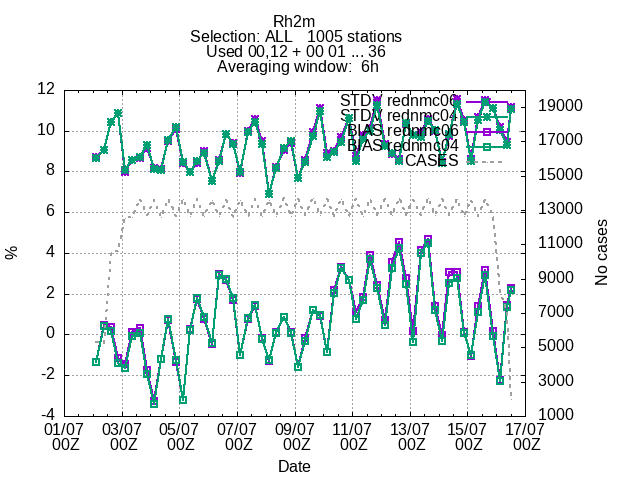 Rh2m
Selection: ALL   1005 stations
Used 00,12 + 00 01 ... 36
Averaging window:  6h
STDV rednmc06
STDV rednmc04
BIAS rednmc06
BIAS rednmc04
CASES
12
10
8
6
4
2
0
-2
-4
%
19000
17000
15000
13000
11000
9000
7000
5000
3000
1000
No cases
01/07 03/07 05/07 07/07 09/07 11/07 13/07 15/07 17/07
00Z 00Z 00Z 00Z 00Z 00Z 00Z 00Z 00Z
Date